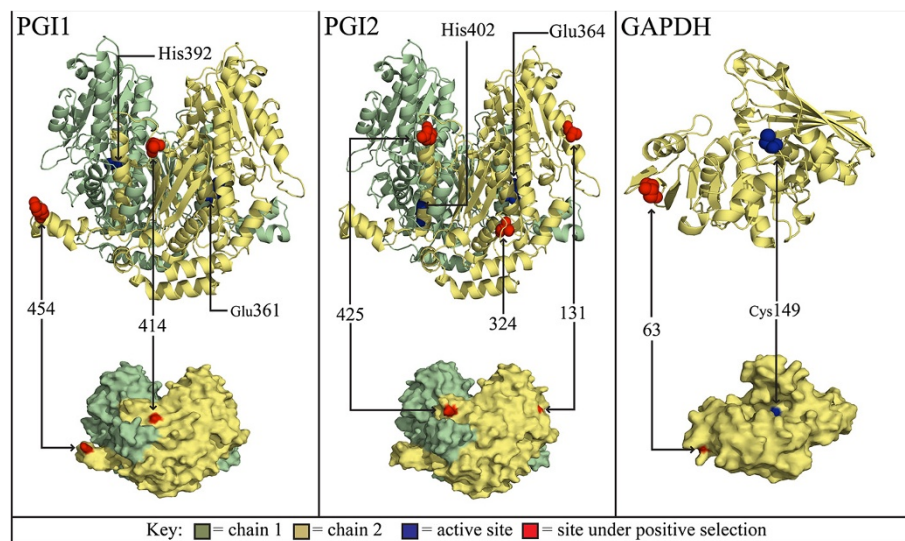 PGI1
His392
454
414
Glu361
PGI2
His402
Glu364
425
324
131
GAPDH
63
Cys149
Key: = chain 1 = chain 2 = active site = site under positive selection